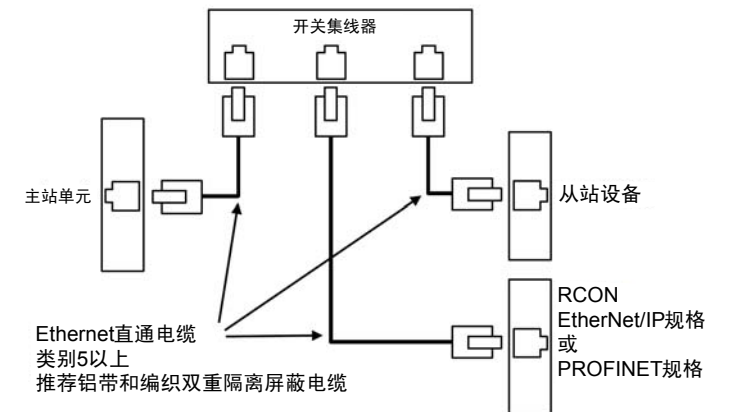 开关集线器
主站单元
从站设备
RCON
EtherNet/IP规格
或
PROFINET规格
Ethernet直通电缆
类别5以上
推荐铝带和编织双重隔离屏蔽电缆